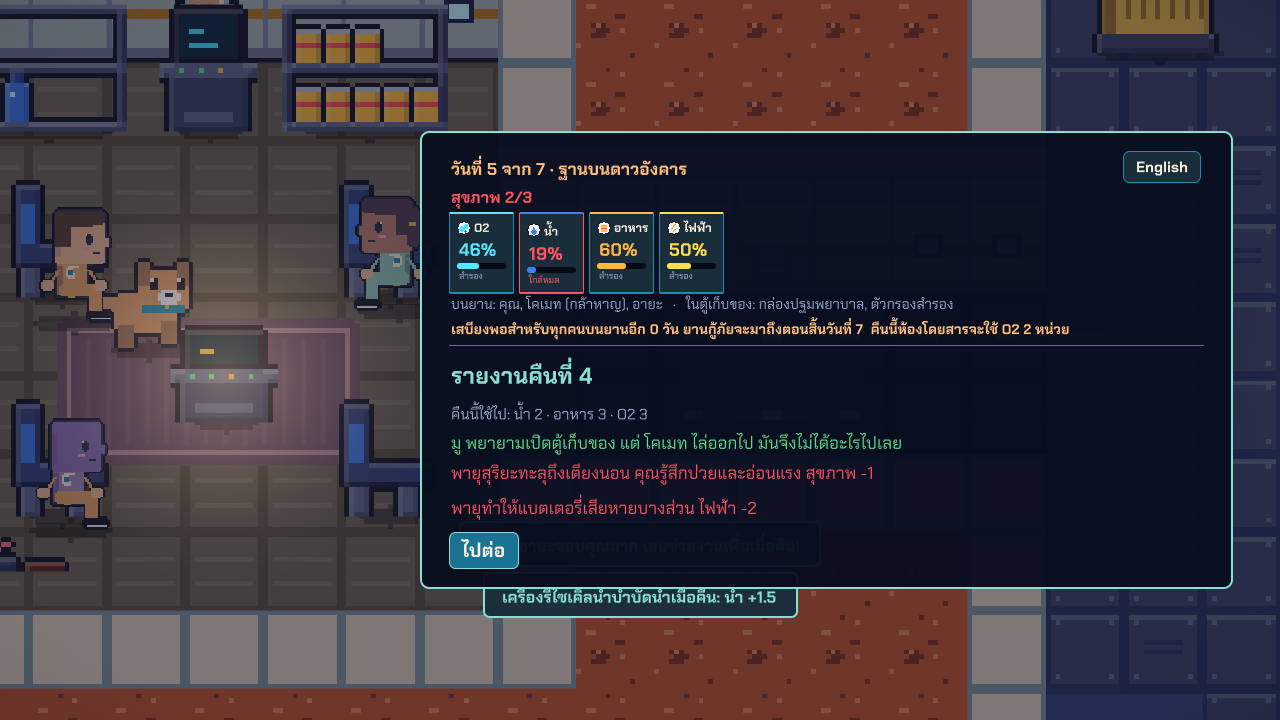 วันที่ 5 จาก 7 · ฐานบนดาวอังคาร
English
สุขภาพ 2/3
O2 น้ำ อาหาร ไฟฟ้า
46% 19% 60% 50%
สำรอง ใกล้หมด สำรอง สำรอง
บนยาน: คุณ, โคเมท (กล้าหาญ), อายะ · ในตู้เก็บของ: กล่องปฐมพยาบาล, ตัวกรองสำรอง
เสบียงพอสำหรับทุกคนบนยานอีก 0 วัน ยานกู้ภัยจะมาถึงตอนสิ้นวันที่ 7 คืนนี้ห้องโดยสารจะใช้ O2 2 หน่วย
รายงานคืนที่ 4
คืนนี้ใช้ไป: น้ำ 2 · อาหาร 3 · O2 3
มู พยายามเปิดตู้เก็บของ แต่ โคเมท ไล่ออกไป มันจึงไม่ได้อะไรไปเลย
พายุสุริยะทะลุถึงเตียงนอน คุณรู้สึกป่วยและอ่อนแรง สุขภาพ -1
พายุทำให้แบตเตอรี่เสียหายบางส่วน ไฟฟ้า -2
ไปต่อ
เครื่องรีไซเคิลน้ำบำบัดน้ำเมื่อคืน: น้ำ +1.5